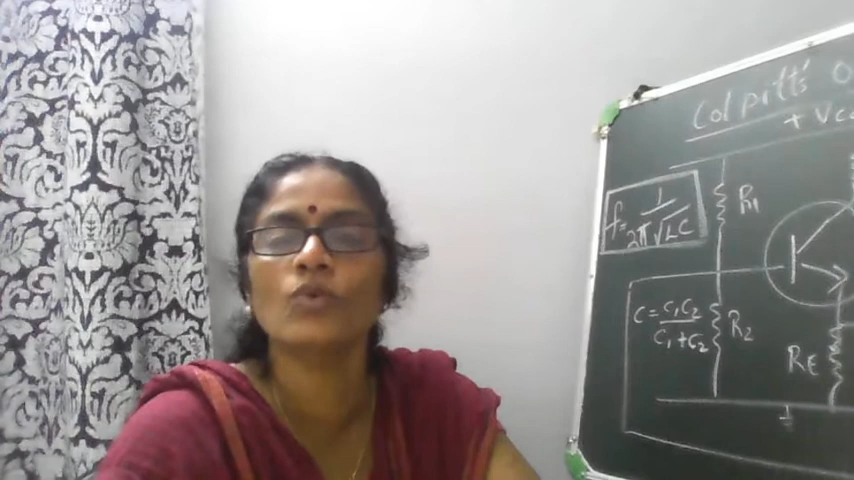 Colpitts' O
+ Vcc
f = 1 / 2π√LC
R1
C = C1C2 / C1 + C2
R2
RE